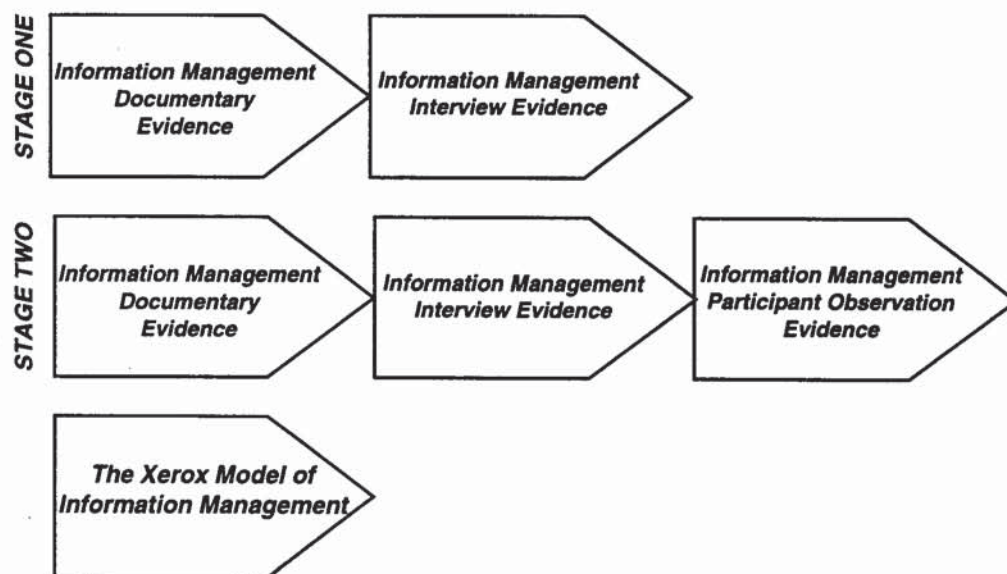 STAGE ONE
Information Management
Documentary
Evidence
Information Management
Interview Evidence
STAGE TWO
Information Management
Documentary
Evidence
Information Management
Interview Evidence
Information Management
Participant Observation
Evidence
The Xerox Model of
Information Management